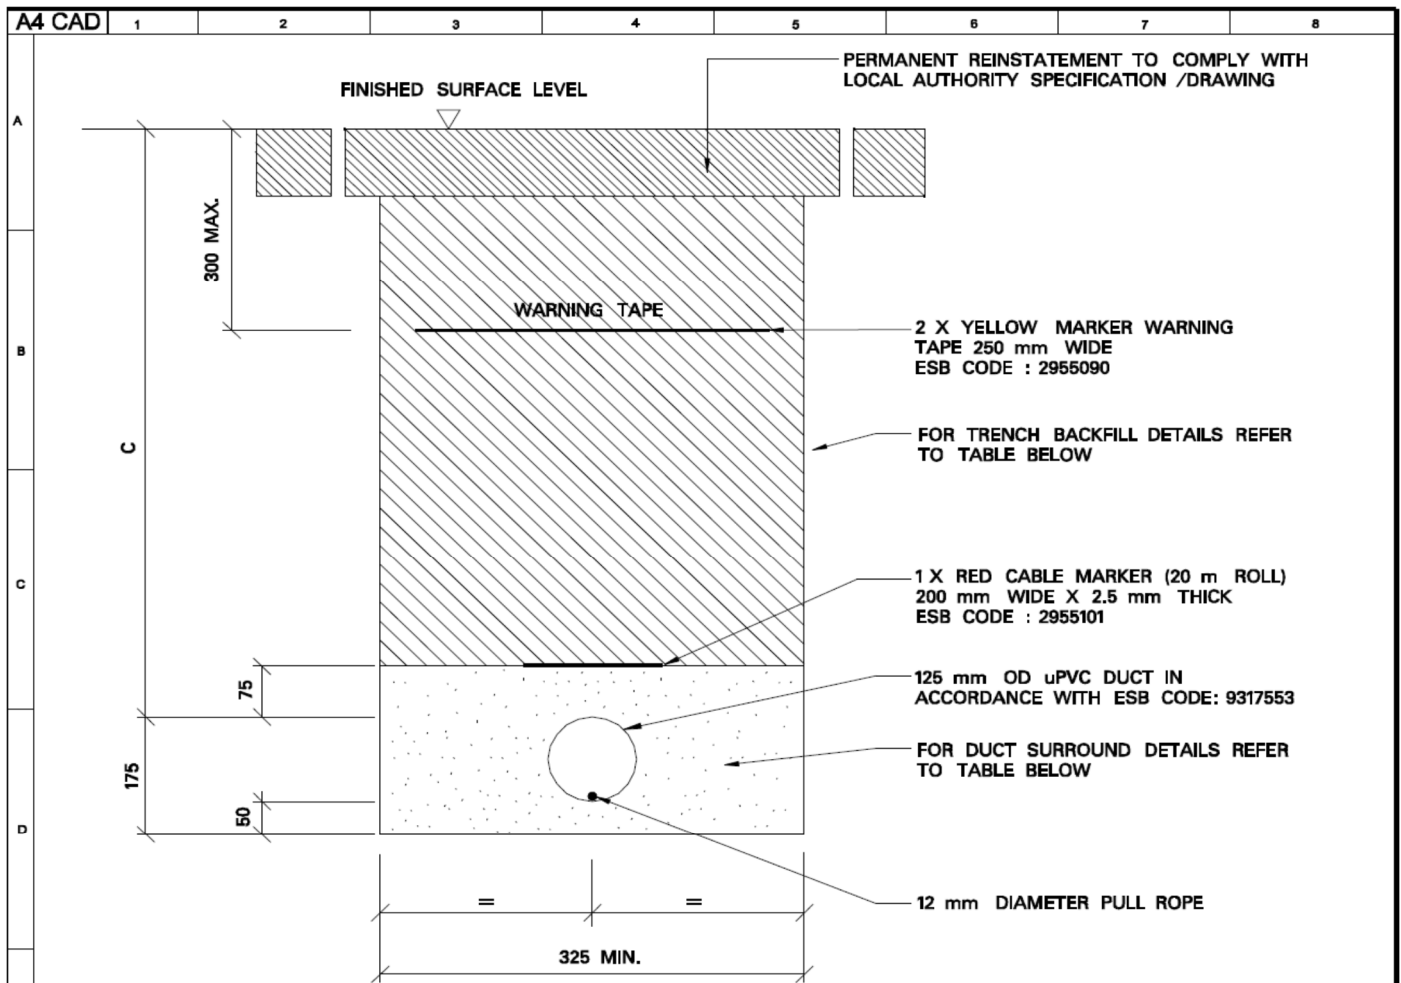 A4 CAD 1 2 3 4 5 6 7 8
PERMANENT REINSTATEMENT TO COMPLY WITH
LOCAL AUTHORITY SPECIFICATION /DRAWING
FINISHED SURFACE LEVEL
A
300 MAX.
WARNING TAPE
2 X YELLOW MARKER WARNING
TAPE 250 mm WIDE
ESB CODE : 2955090
B
C
FOR TRENCH BACKFILL DETAILS REFER
TO TABLE BELOW
1 X RED CABLE MARKER (20 m ROLL)
200 mm WIDE X 2.5 mm THICK
ESB CODE : 2955101
C
75
125 mm OD uPVC DUCT IN
ACCORDANCE WITH ESB CODE: 9317553
FOR DUCT SURROUND DETAILS REFER
TO TABLE BELOW
175
50
D
12 mm DIAMETER PULL ROPE
= =
325 MIN.